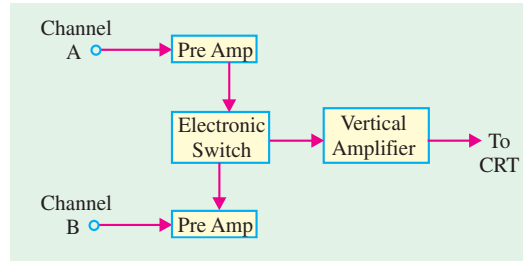 Channel
A
Pre Amp
Electronic
Switch
Vertical
Amplifier
To
CRT
Channel
B
Pre Amp